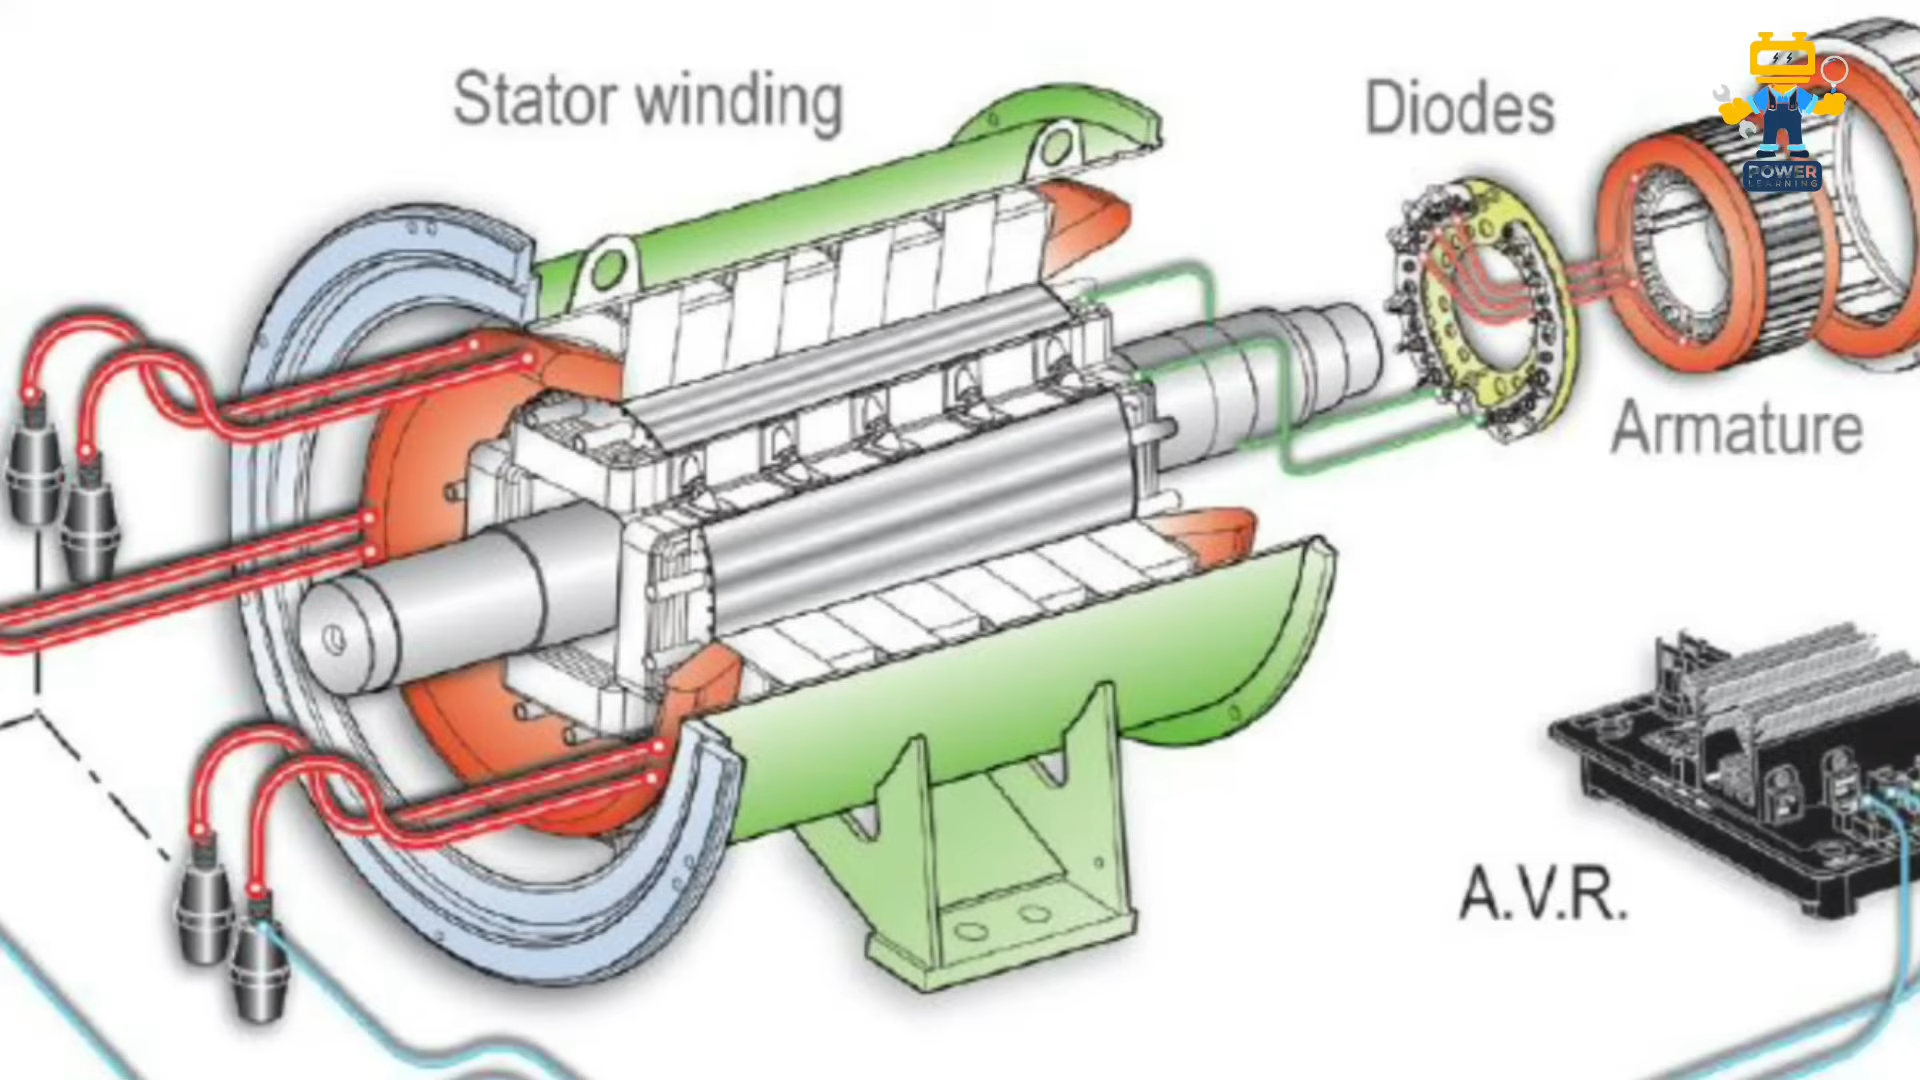 Stator winding
Diodes
POWER
LEARNING
Armature
A.V.R.